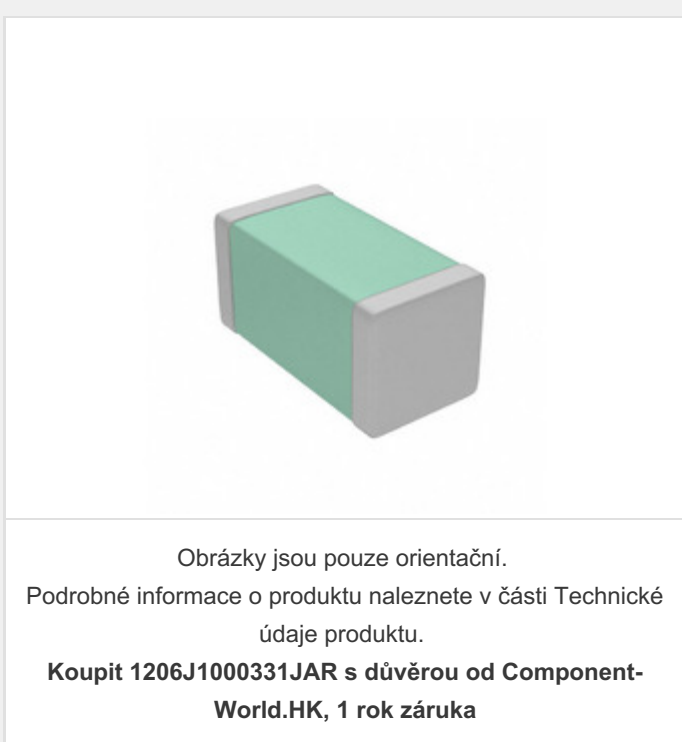 Obrázky jsou pouze orientační.
Podrobné informace o produktu naleznete v části Technické
údaje produktu.
Koupit 1206J1000331JAR s důvěrou od Component-
World.HK, 1 rok záruka